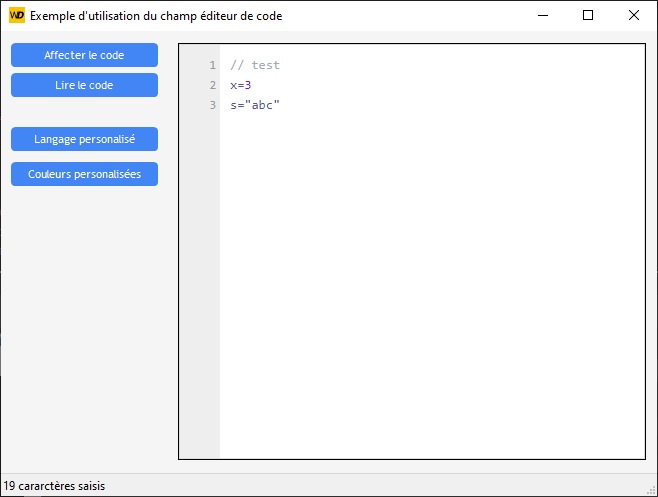 WD Exemple d'utilisation du champ éditeur de code
Affecter le code
Lire le code
Langage personalisé
Couleurs personalisées
1 // test
2 x=3
3 s="abc"
19 cararctères saisis